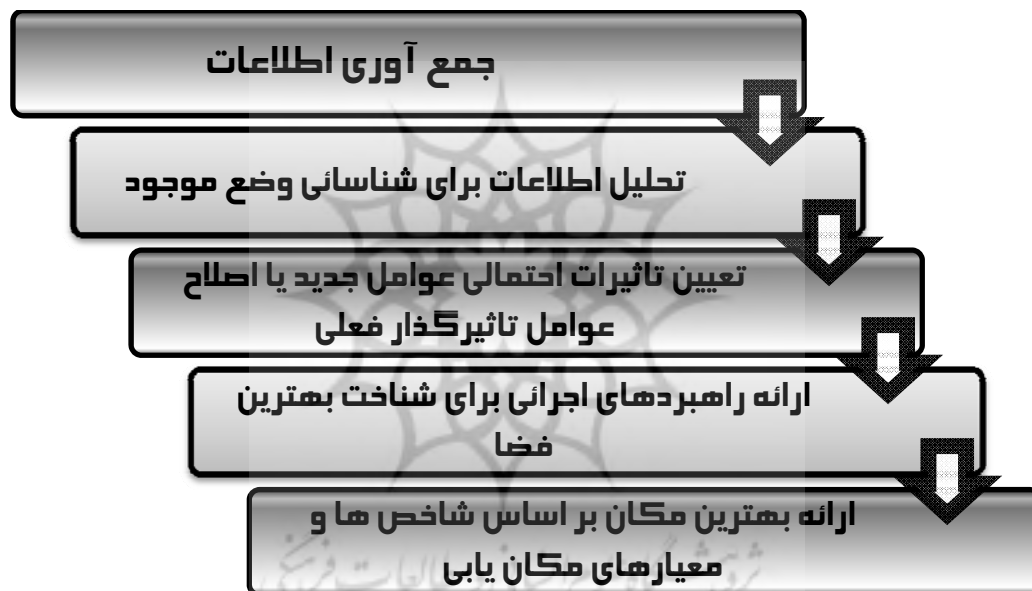 جمع آوری اطلاعات
تحلیل اطلاعات برای شناسائی وضع موجود
تعیین تاثیرات احتمالی عوامل جدید یا اصلاح
عوامل تاثیرگذار فعلی
ارائه راهبردهای اجرائی برای شناخت بهترین
فضا
ارائه بهترین مکان بر اساس شاخص ها و
معیارهای مکان یابی